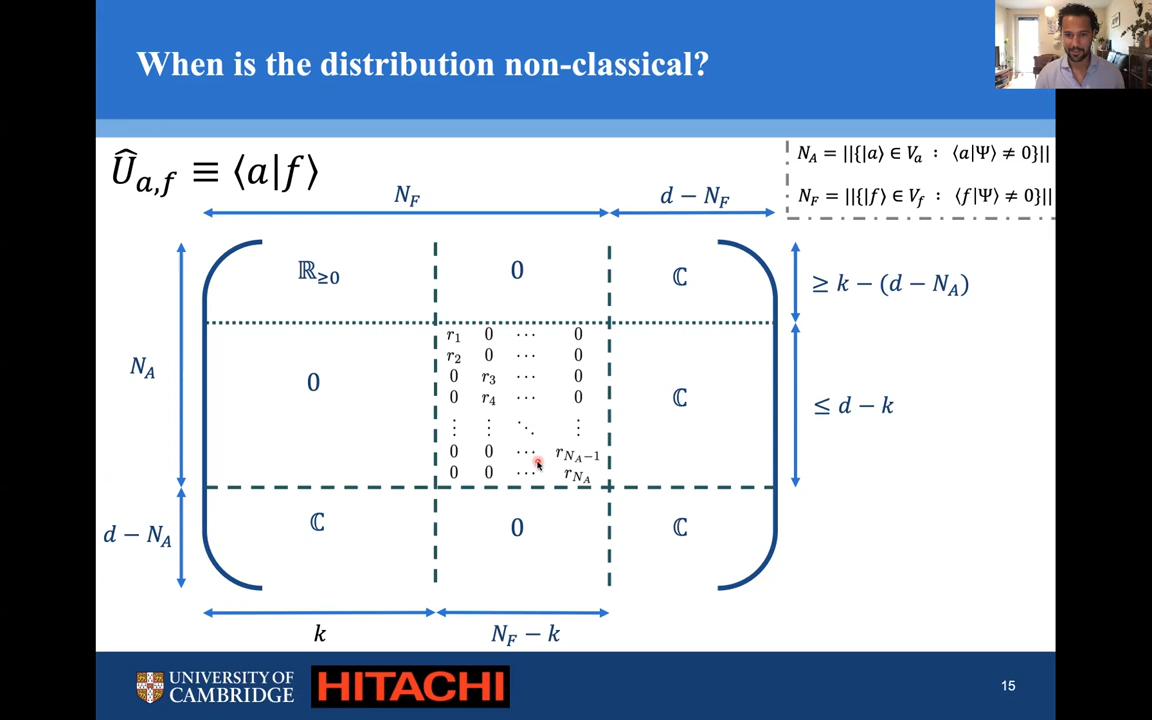 When is the distribution non-classical?
Û_{a,f} ≡ ⟨a|f⟩
N_A = ||{|a⟩ ∈ V_a : ⟨a|Ψ⟩ ≠ 0}||
N_F = ||{|f⟩ ∈ V_f : ⟨f|Ψ⟩ ≠ 0}||
N_F d − N_F
ℝ_{≥0} 0 ℂ ≥ k − (d − N_A)
r_1 0 ⋯ 0
r_2 0 ⋯ 0
0 r_3 ⋯ 0
0 r_4 ⋯ 0
⋮ ⋮ ⋱ ⋮
0 0 ⋯ r_{N_A−1}
0 0 ⋯ r_{N_A}
N_A 0 ℂ ≤ d − k
d − N_A ℂ 0 ℂ
k N_F − k
UNIVERSITY OF
CAMBRIDGE
HITACHI
15